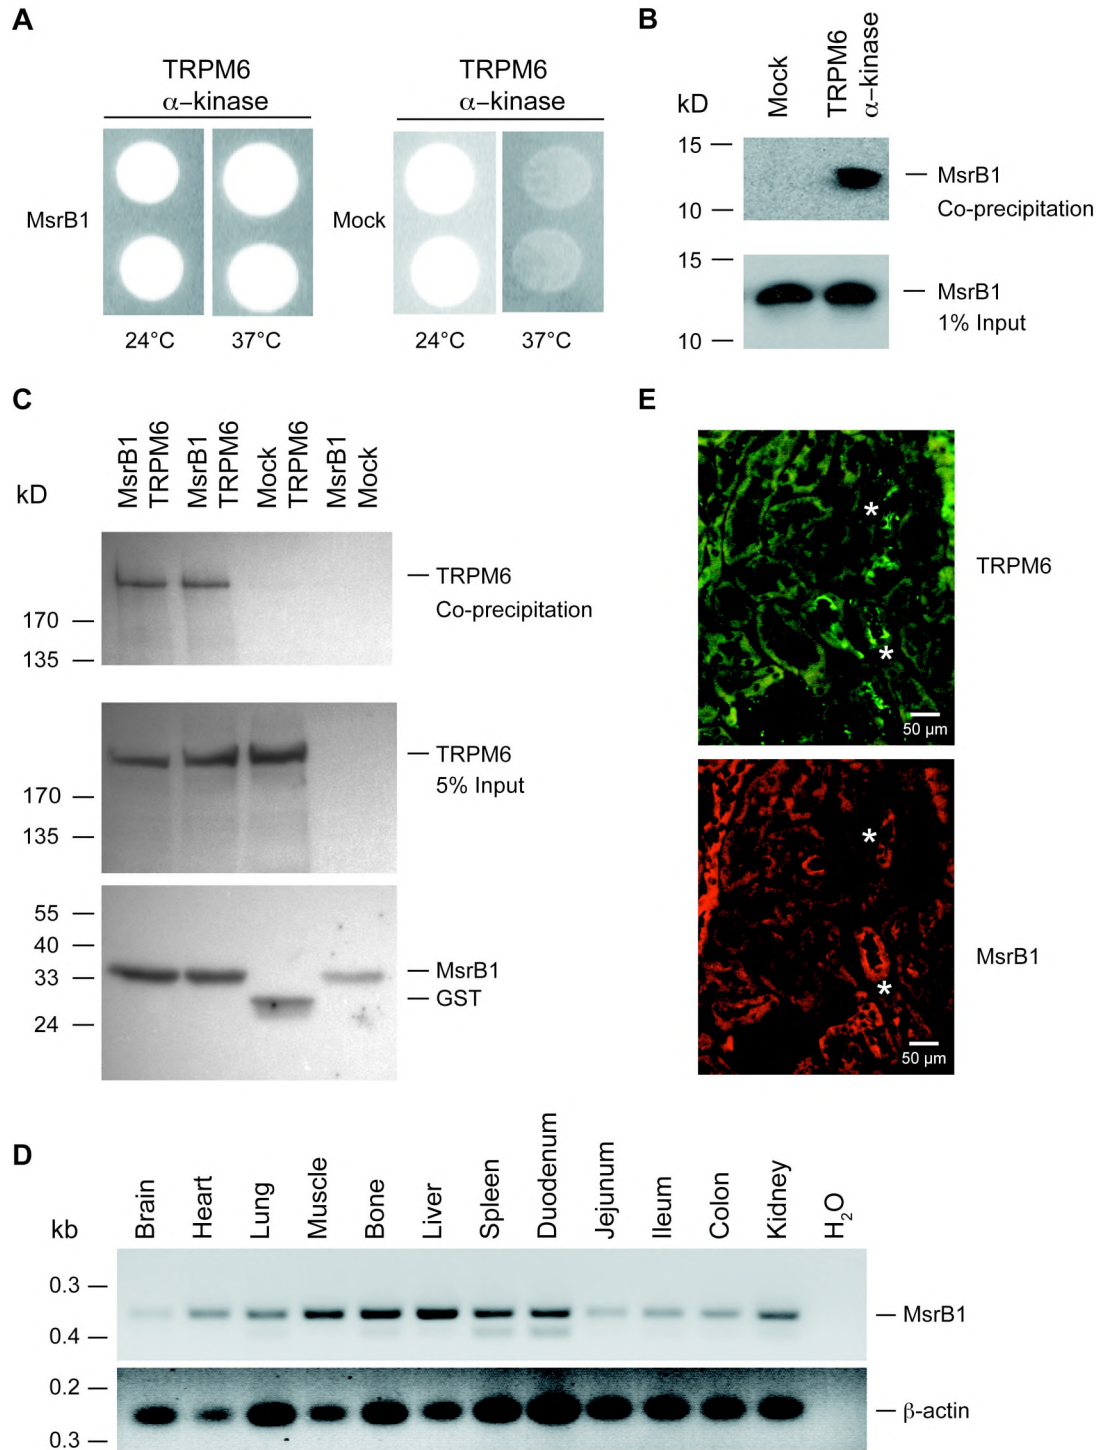 A
TRPM6
α–kinase
TRPM6
α–kinase
MsrB1
Mock
24°C
37°C
24°C
37°C
B
kD
Mock
TRPM6
α–kinase
15
10
MsrB1
Co-precipitation
15
10
MsrB1
1% Input
C
kD
MsrB1
TRPM6
MsrB1
TRPM6
Mock
TRPM6
MsrB1
Mock
170
135
TRPM6
Co-precipitation
170
135
TRPM6
5% Input
55
40
33
24
MsrB1
GST
E
*
*
50 µm
TRPM6
*
*
50 µm
MsrB1
D
kb
Brain
Heart
Lung
Muscle
Bone
Liver
Spleen
Duodenum
Jejunum
Ileum
Colon
Kidney
H₂O
0.3
0.4
MsrB1
0.2
0.3
β-actin